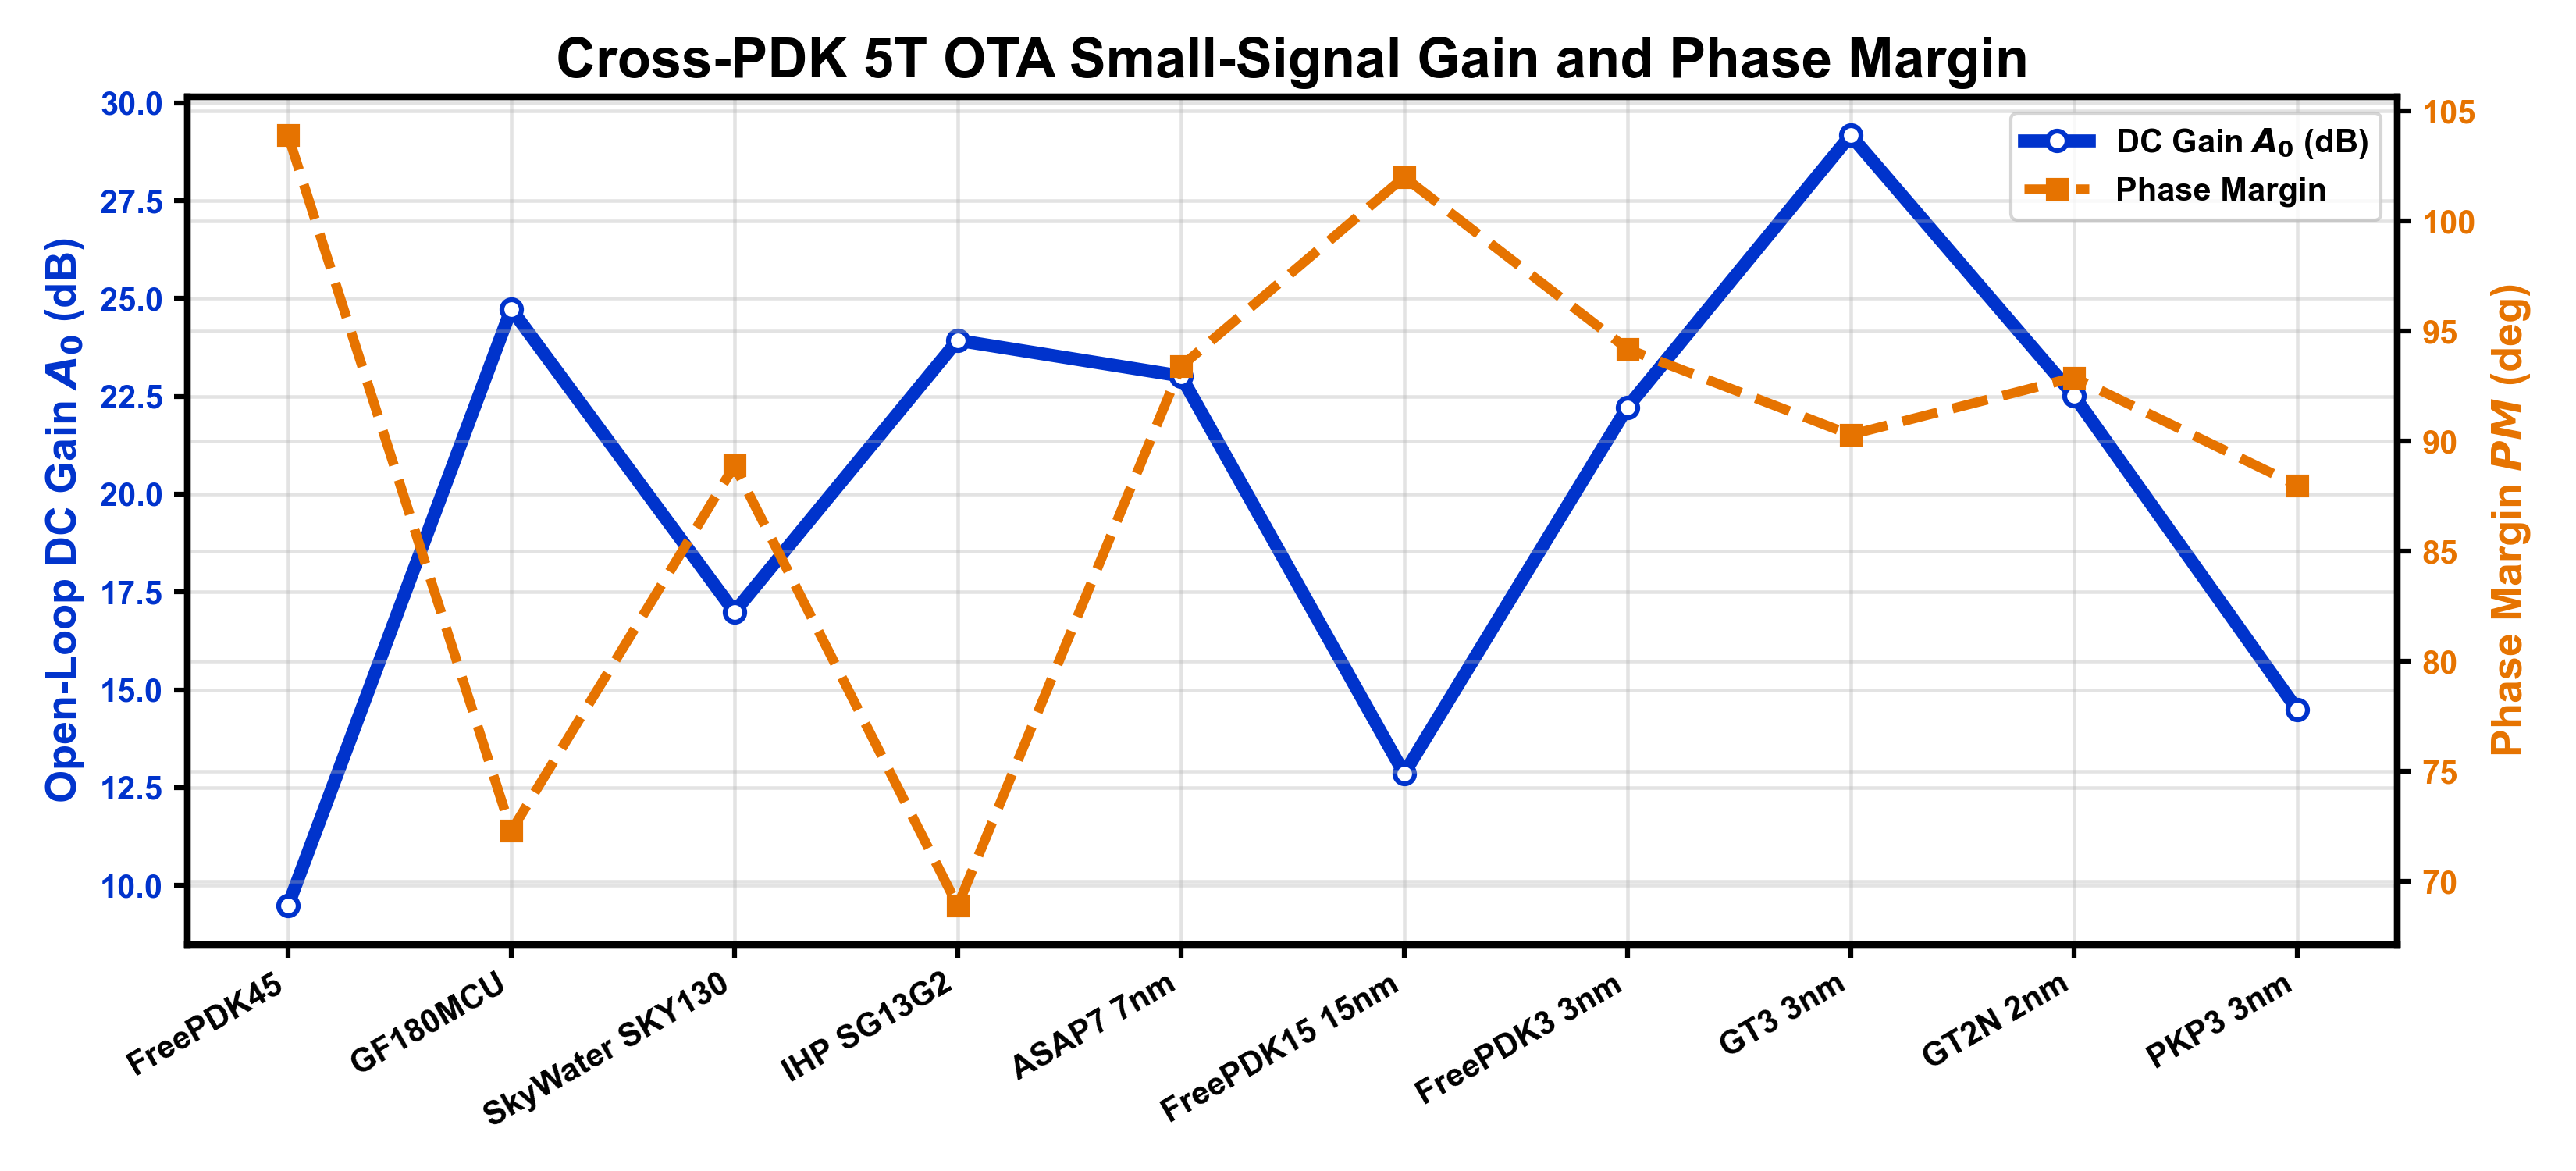 Cross-PDK 5T OTA Small-Signal Gain and Phase Margin
Open-Loop DC Gain A₀ (dB)
30.0
27.5
25.0
22.5
20.0
17.5
15.0
12.5
10.0
DC Gain A₀ (dB)
Phase Margin
105
100
95
90
85
80
75
70
Phase Margin PM (deg)
FreePDK45
GF180MCU
SkyWater SKY130
IHP SG13G2
ASAP7 7nm
FreePDK15 15nm
FreePDK3 3nm
GT3 3nm
GT2N 2nm
PKP3 3nm